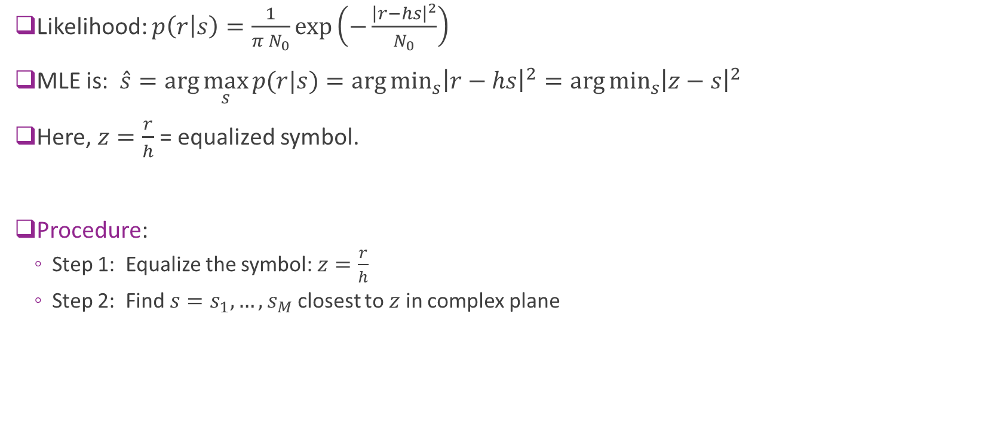 ❑Likelihood: p(r|s) = \frac{1}{\pi N_0} \exp\left(-\frac{|r-hs|^2}{N_0}\right)
❑MLE is: \hat{s} = \arg\max_s p(r|s) = \arg\min_s |r - hs|^2 = \arg\min_s |z - s|^2
❑Here, z = \frac{r}{h} = equalized symbol.
❑Procedure:
◦ Step 1: Equalize the symbol: z = \frac{r}{h}
◦ Step 2: Find s = s_1, …, s_M closest to z in complex plane